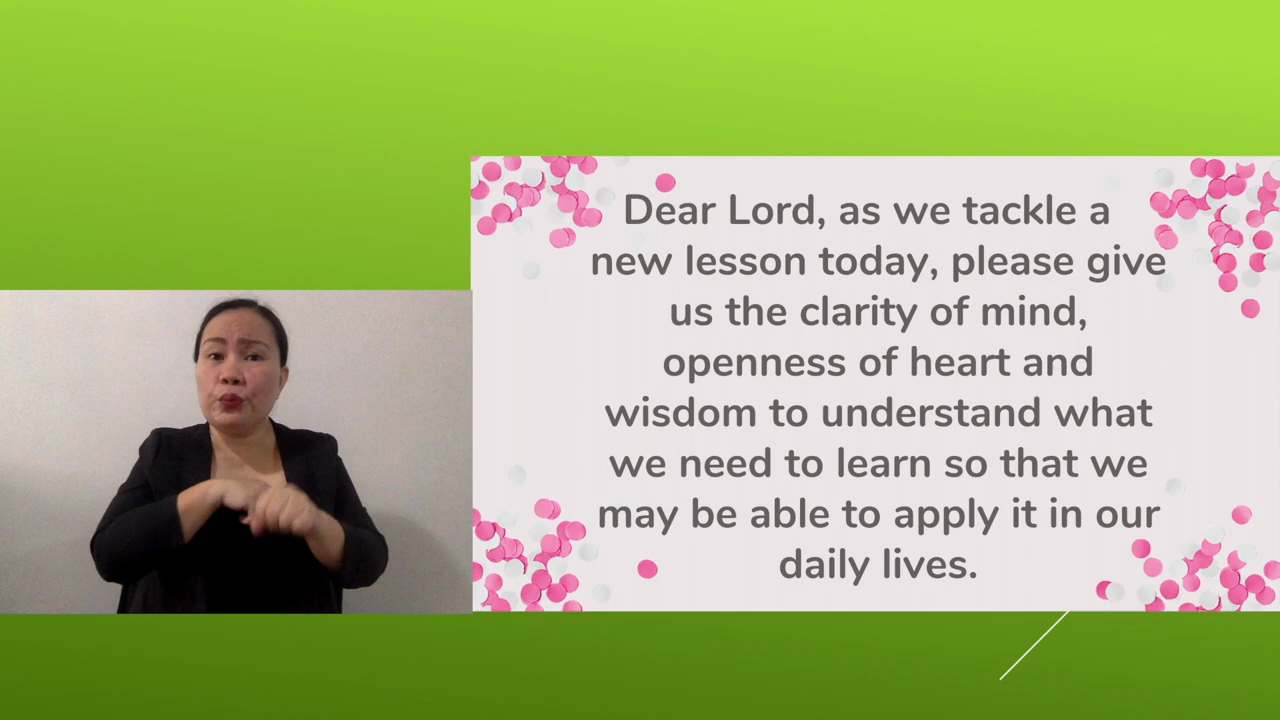 Dear Lord, as we tackle a
new lesson today, please give
us the clarity of mind,
openness of heart and
wisdom to understand what
we need to learn so that we
may be able to apply it in our
daily lives.